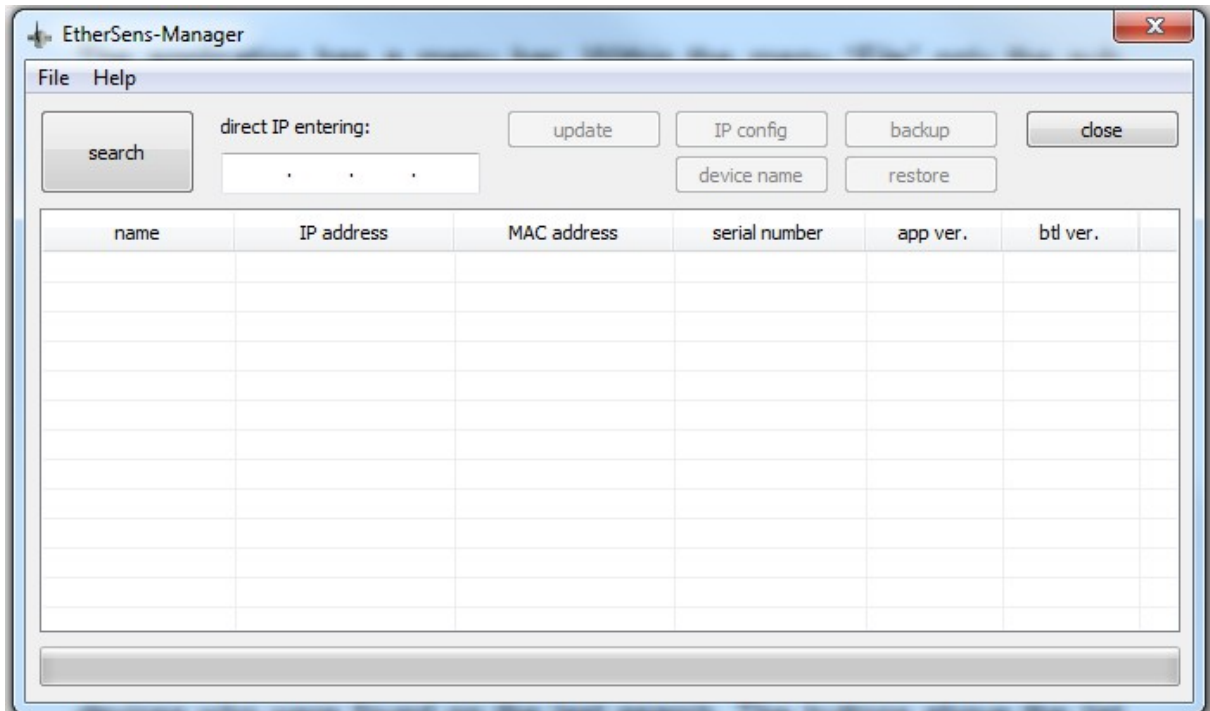 EtherSens-Manager
File Help
search
direct IP entering:
. . .
update IP config backup close
device name restore
name IP address MAC address serial number app ver. btl ver.